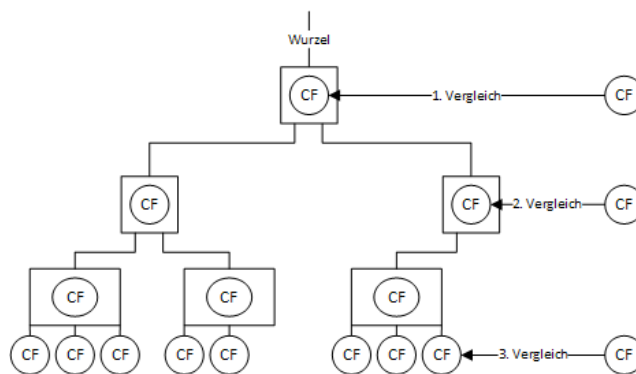 Wurzel
CF 1. Vergleich CF
CF CF 2. Vergleich CF
CF CF CF
CF CF CF CF CF CF CF CF 3. Vergleich CF